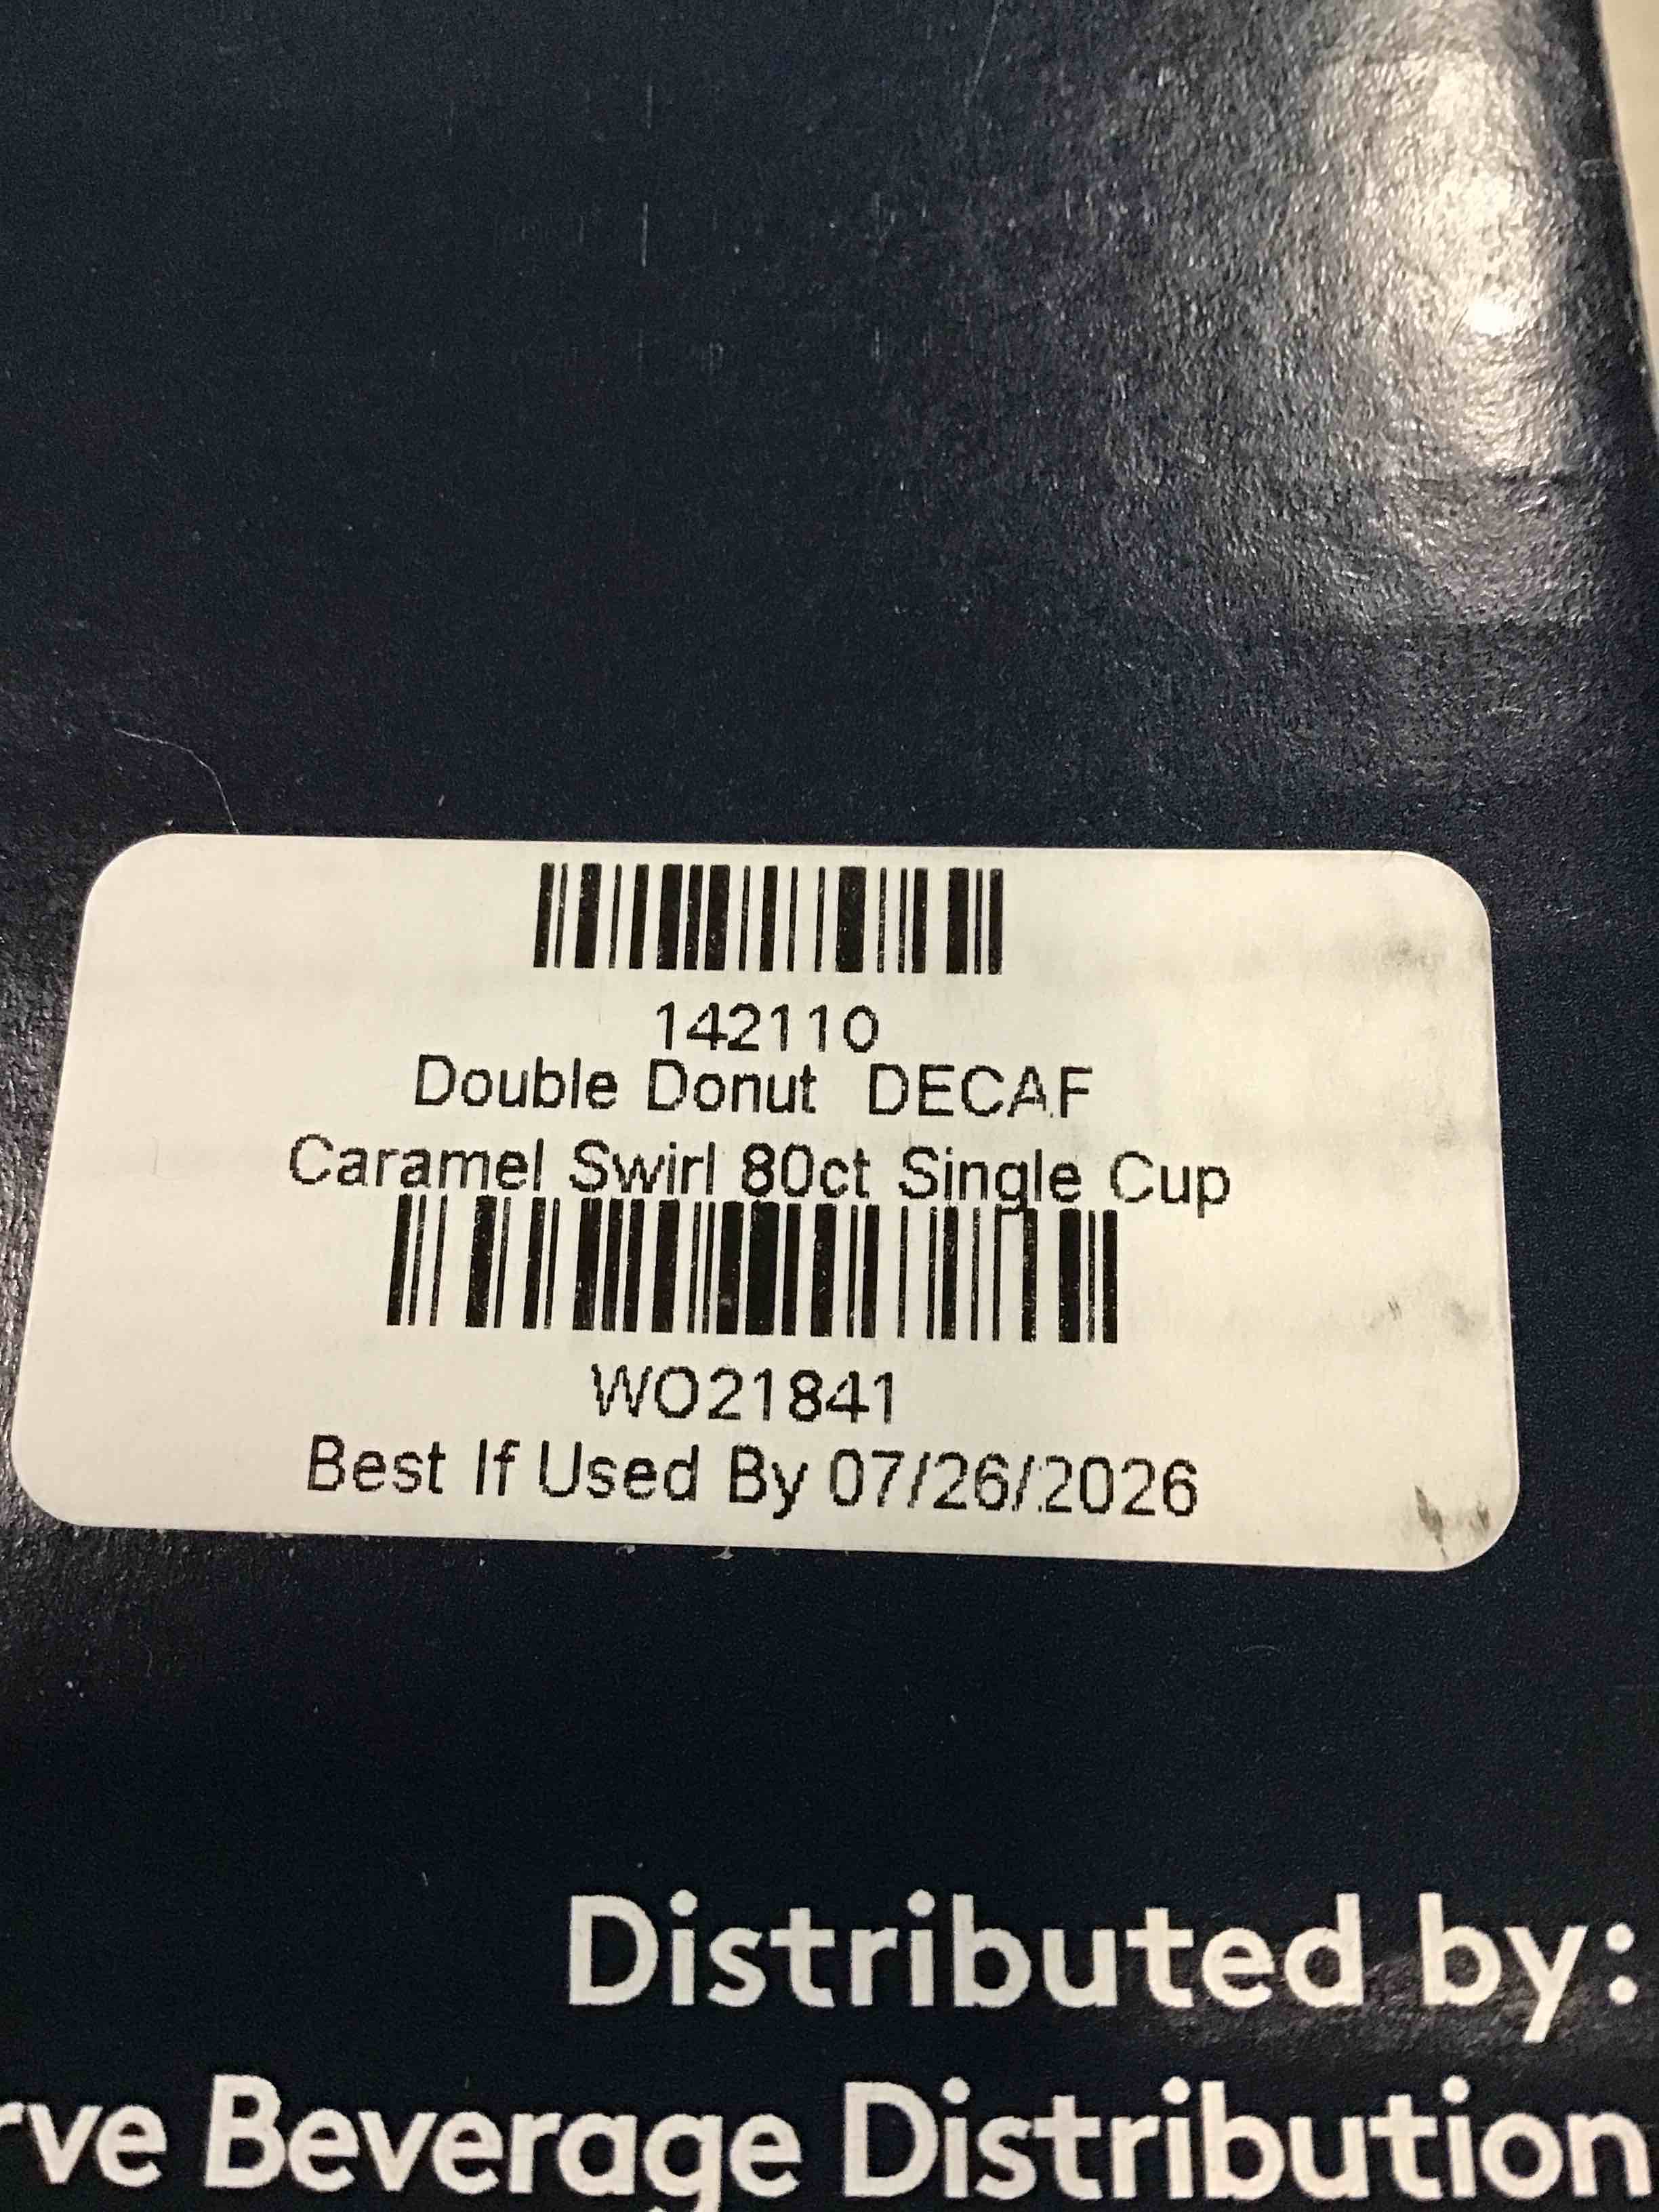 142110
Double Donut DECAF
Caramel Swirl 80ct Single Cup
WO21841
Best If Used By 07/26/2026
Distributed by:
rve Beverage Distribution